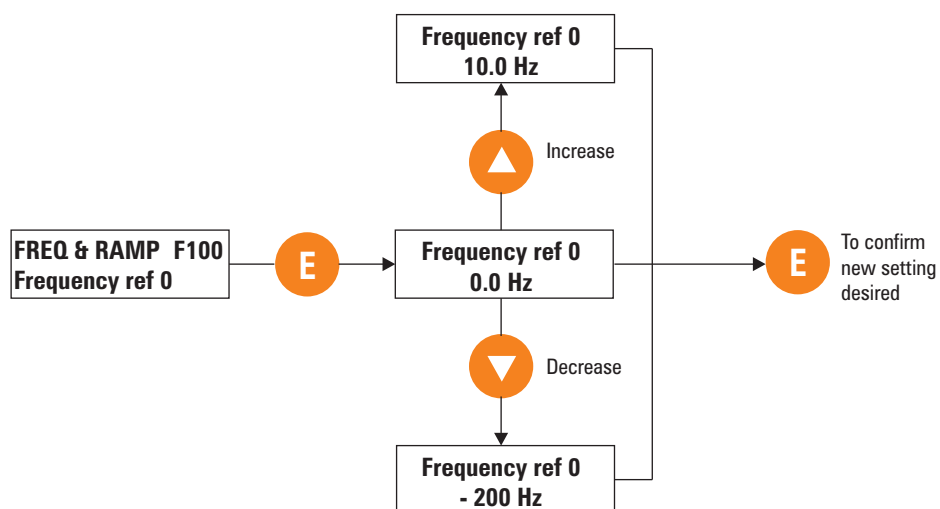 Frequency ref 0
10.0 Hz
Increase
FREQ & RAMP F100
Frequency ref 0
E
Frequency ref 0
0.0 Hz
E
To confirm
new setting
desired
Decrease
Frequency ref 0
- 200 Hz